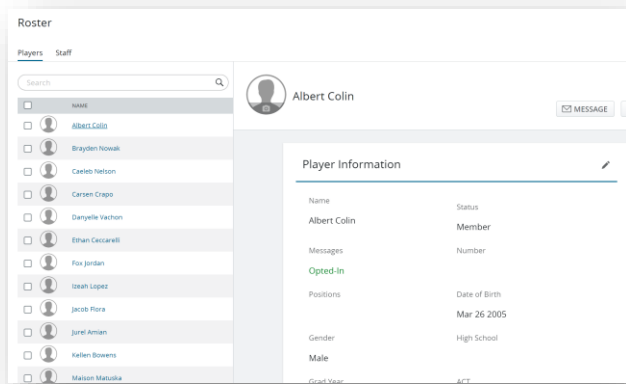 Roster
Players Staff
Search
NAME
Albert Colin
Brayden Nowak
Caeleb Nelson
Carsen Crapo
Danyelle Vachon
Ethan Ceccarelli
Fox Jordan
Izeah Lopez
Jacob Flora
Jurel Amian
Kellen Bowens
Maison Matuska
Albert Colin
MESSAGE
Player Information
Name
Albert Colin
Status
Member
Messages
Opted-In
Number
Positions
Date of Birth
Mar 26 2005
Gender
Male
High School
Grad Year
ACT